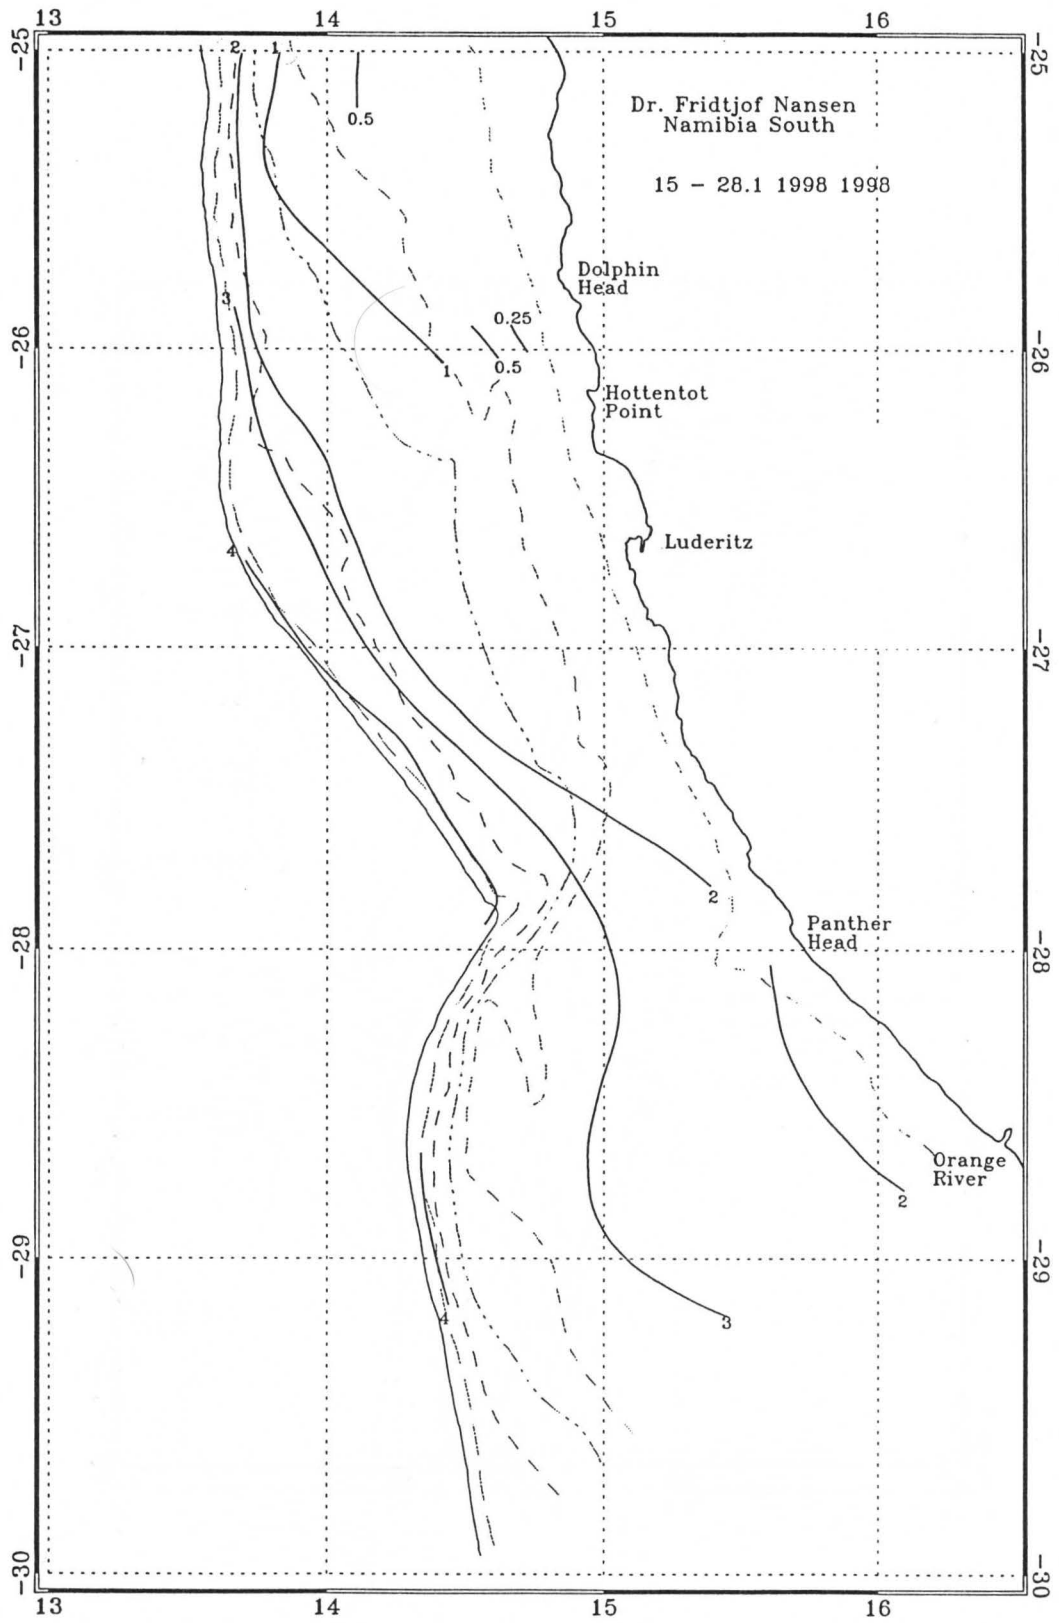 13 14 15 16
-25 2 1 -25
0.5
Dr. Fridtjof Nansen
Namibia South
15 - 28.1 1998 1998
Dolphin
Head
3
0.25
-26 -26
1 0.5
Hottentot
Point
Luderitz
4
-27 -27
2
Panther
Head
-28 -28
Orange
River
2
-29 -29
4 3
-30 -30
13 14 15 16